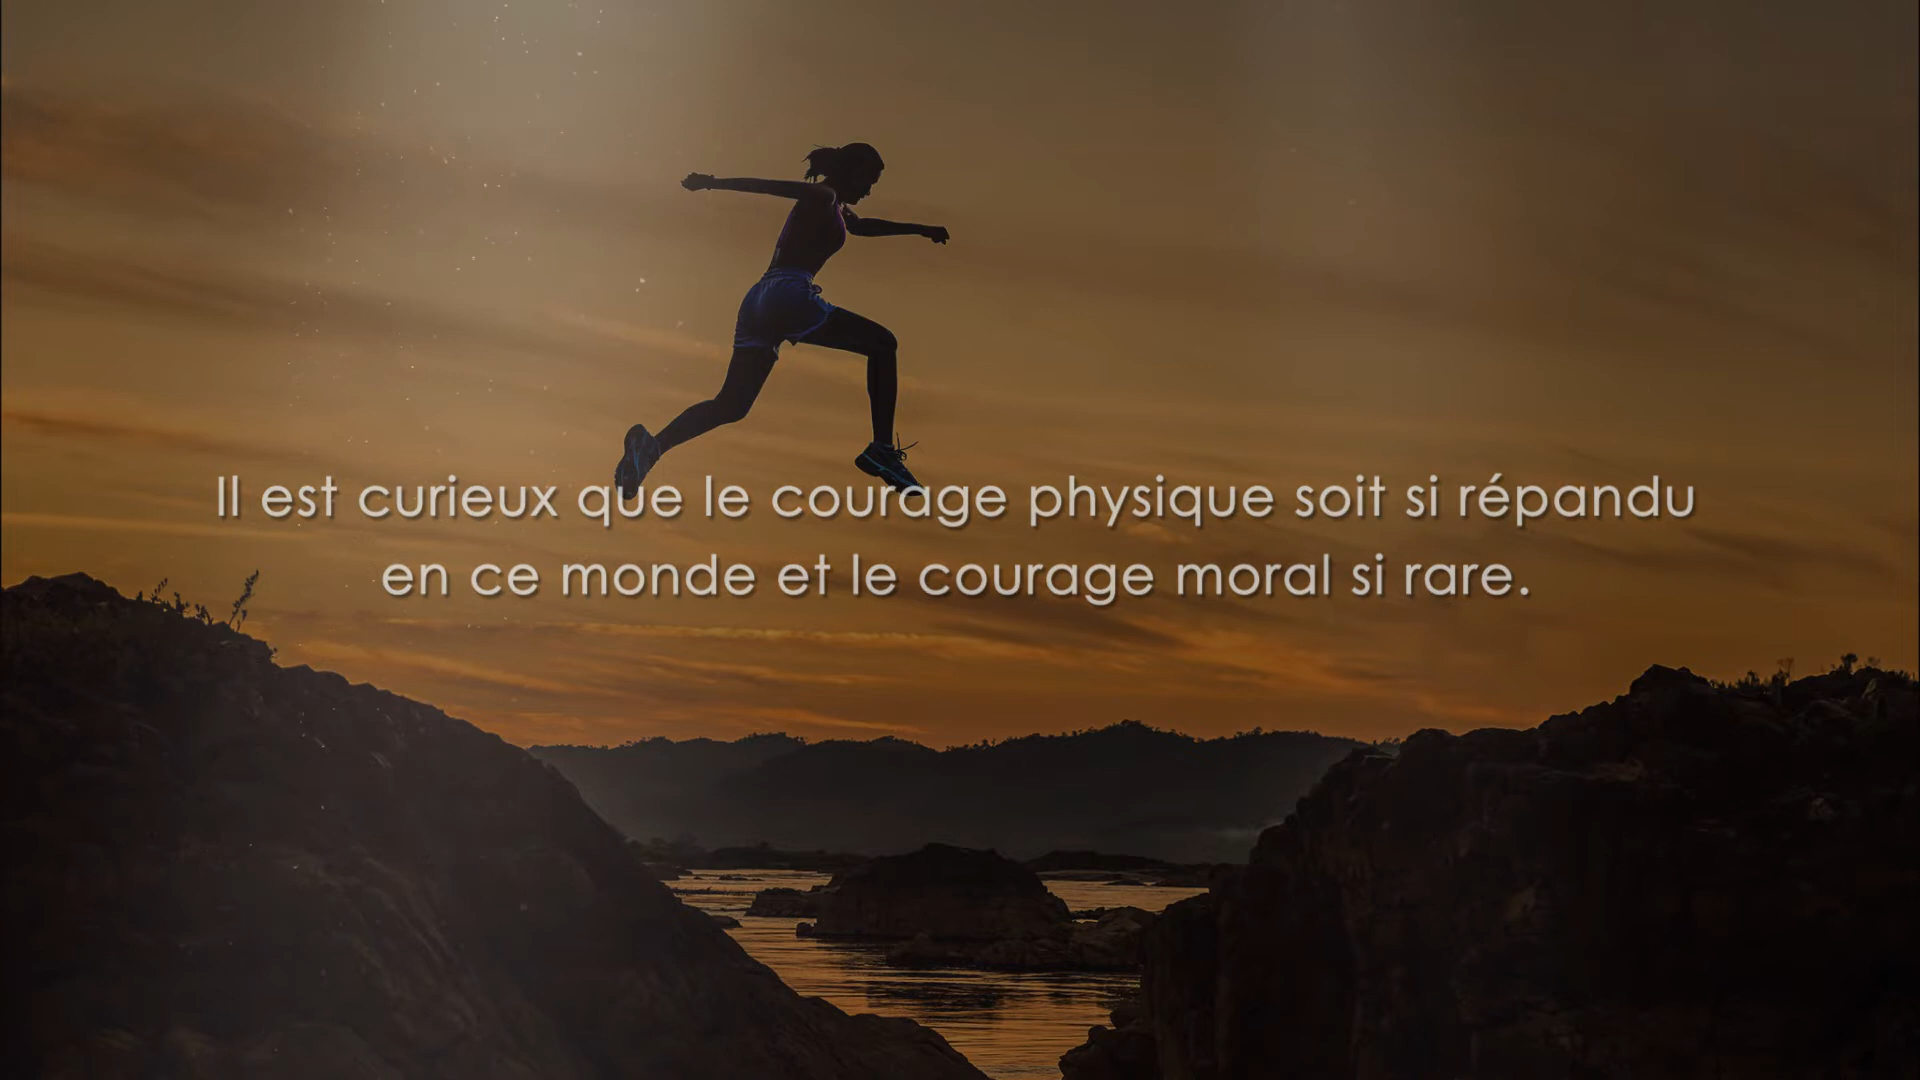 Il est curieux que le courage physique soit si répandu
en ce monde et le courage moral si rare.